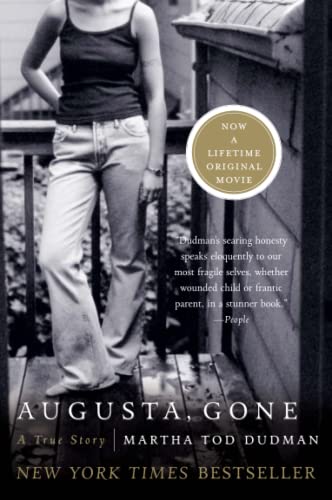 NOW
A
LIFETIME
ORIGINAL
MOVIE
"Dudman's searing honesty
speaks eloquently to our
most fragile selves, whether
wounded child or frantic
parent, in a stunner book."
—People
AUGUSTA, GONE
A True Story | MARTHA TOD DUDMAN
NEW YORK TIMES BESTSELLER